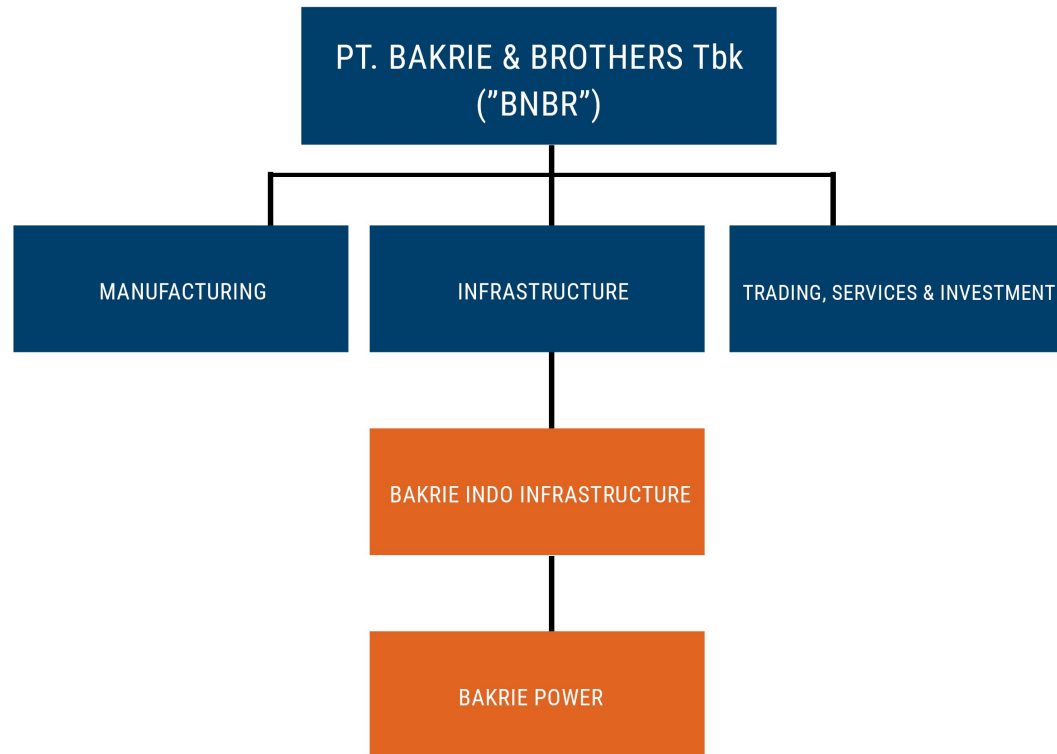 PT. BAKRIE & BROTHERS Tbk
(”BNBR”)
MANUFACTURING
INFRASTRUCTURE
TRADING, SERVICES & INVESTMENT
BAKRIE INDO INFRASTRUCTURE
BAKRIE POWER